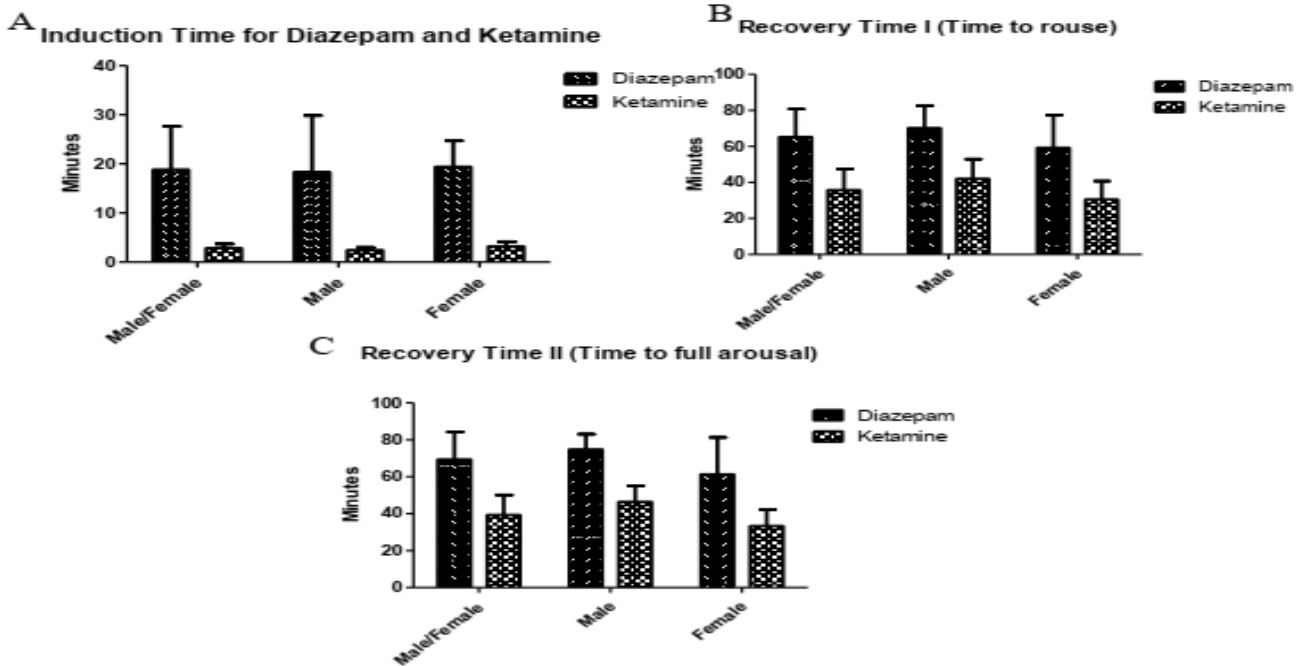 A
Induction Time for Diazepam and Ketamine
40
30
20
10
0
Minutes
Male/Female
Male
Female
Diazepam
Ketamine
B
Recovery Time I (Time to rouse)
100
80
60
40
20
0
Minutes
Male/Female
Male
Female
Diazepam
Ketamine
C
Recovery Time II (Time to full arousal)
100
80
60
40
20
0
Minutes
Male/Female
Male
Female
Diazepam
Ketamine